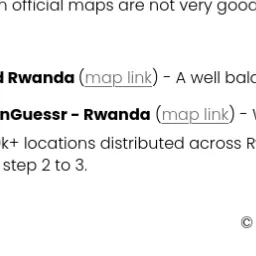 official maps are not very good
Rwanda (map link) - A well
nGuessr - Rwanda (map link) -
k+ locations distributed across
step 2 to 3.
©